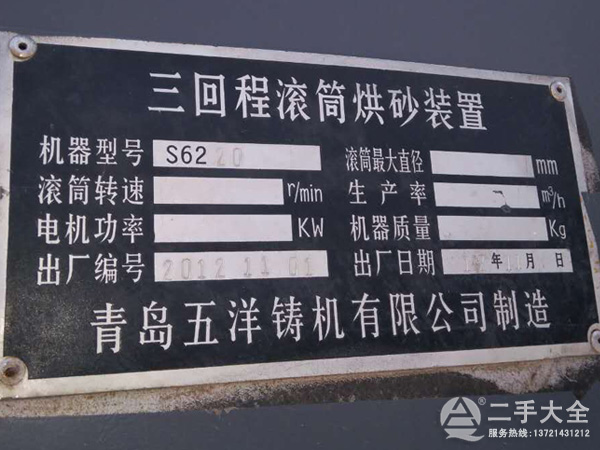 三回程滚筒烘砂装置
机器型号 S6220 滚筒最大直径 mm
滚筒转速 r/min 生产率 m³/h
电机功率 KW 机器质量 Kg
出厂编号 20121101 出厂日期 年 月 日
青岛五洋铸机有限公司制造
二手大全
服务热线:13721431212